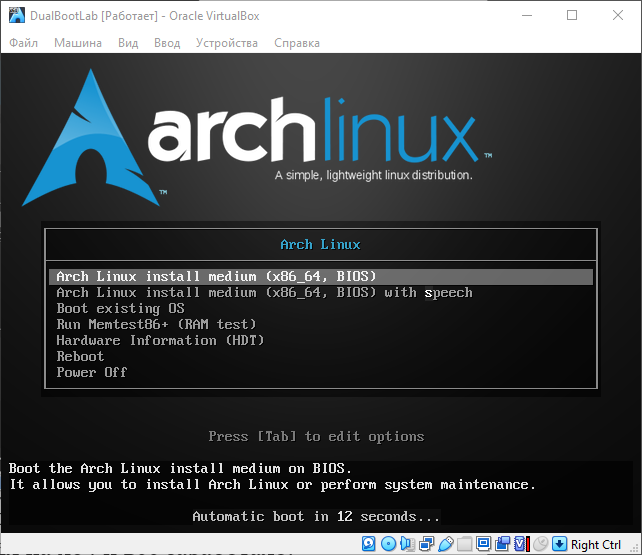 DualBootLab [Работает] - Oracle VirtualBox
Файл Машина Вид Ввод Устройства Справка
archlinux™
A simple, lightweight linux distribution.
™
Arch Linux
Arch Linux install medium (x86_64, BIOS)
Arch Linux install medium (x86_64, BIOS) with speech
Boot existing OS
Run Memtest86+ (RAM test)
Hardware Information (HDT)
Reboot
Power Off
Press [Tab] to edit options
Boot the Arch Linux install medium on BIOS.
It allows you to install Arch Linux or perform system maintenance.
Automatic boot in 12 seconds...
Right Ctrl